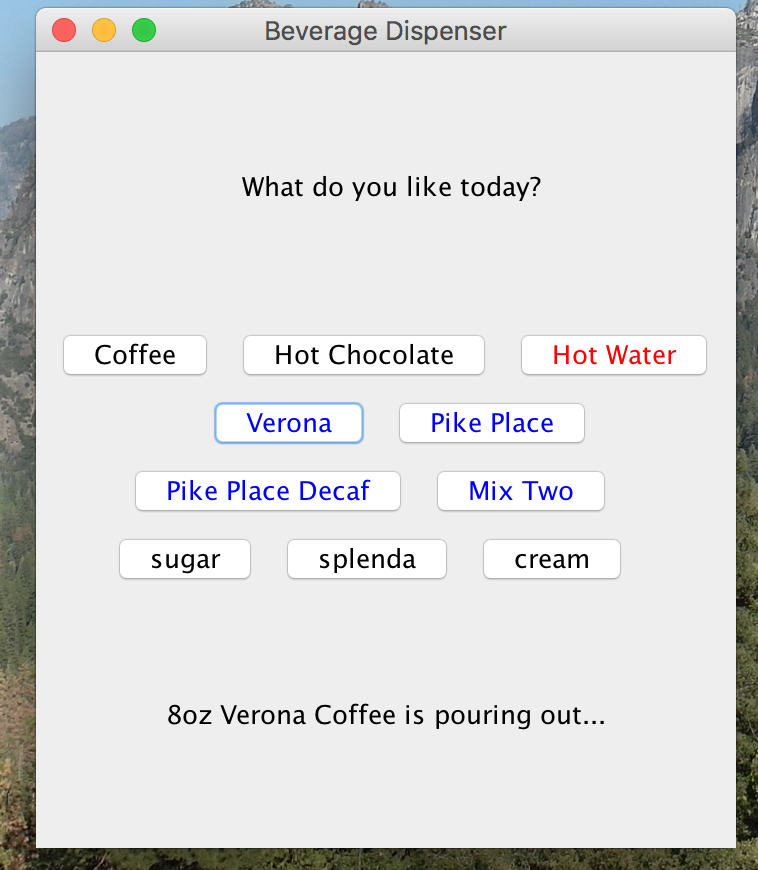 Beverage Dispenser
What do you like today?
Coffee Hot Chocolate Hot Water
Verona Pike Place
Pike Place Decaf Mix Two
sugar splenda cream
8oz Verona Coffee is pouring out...